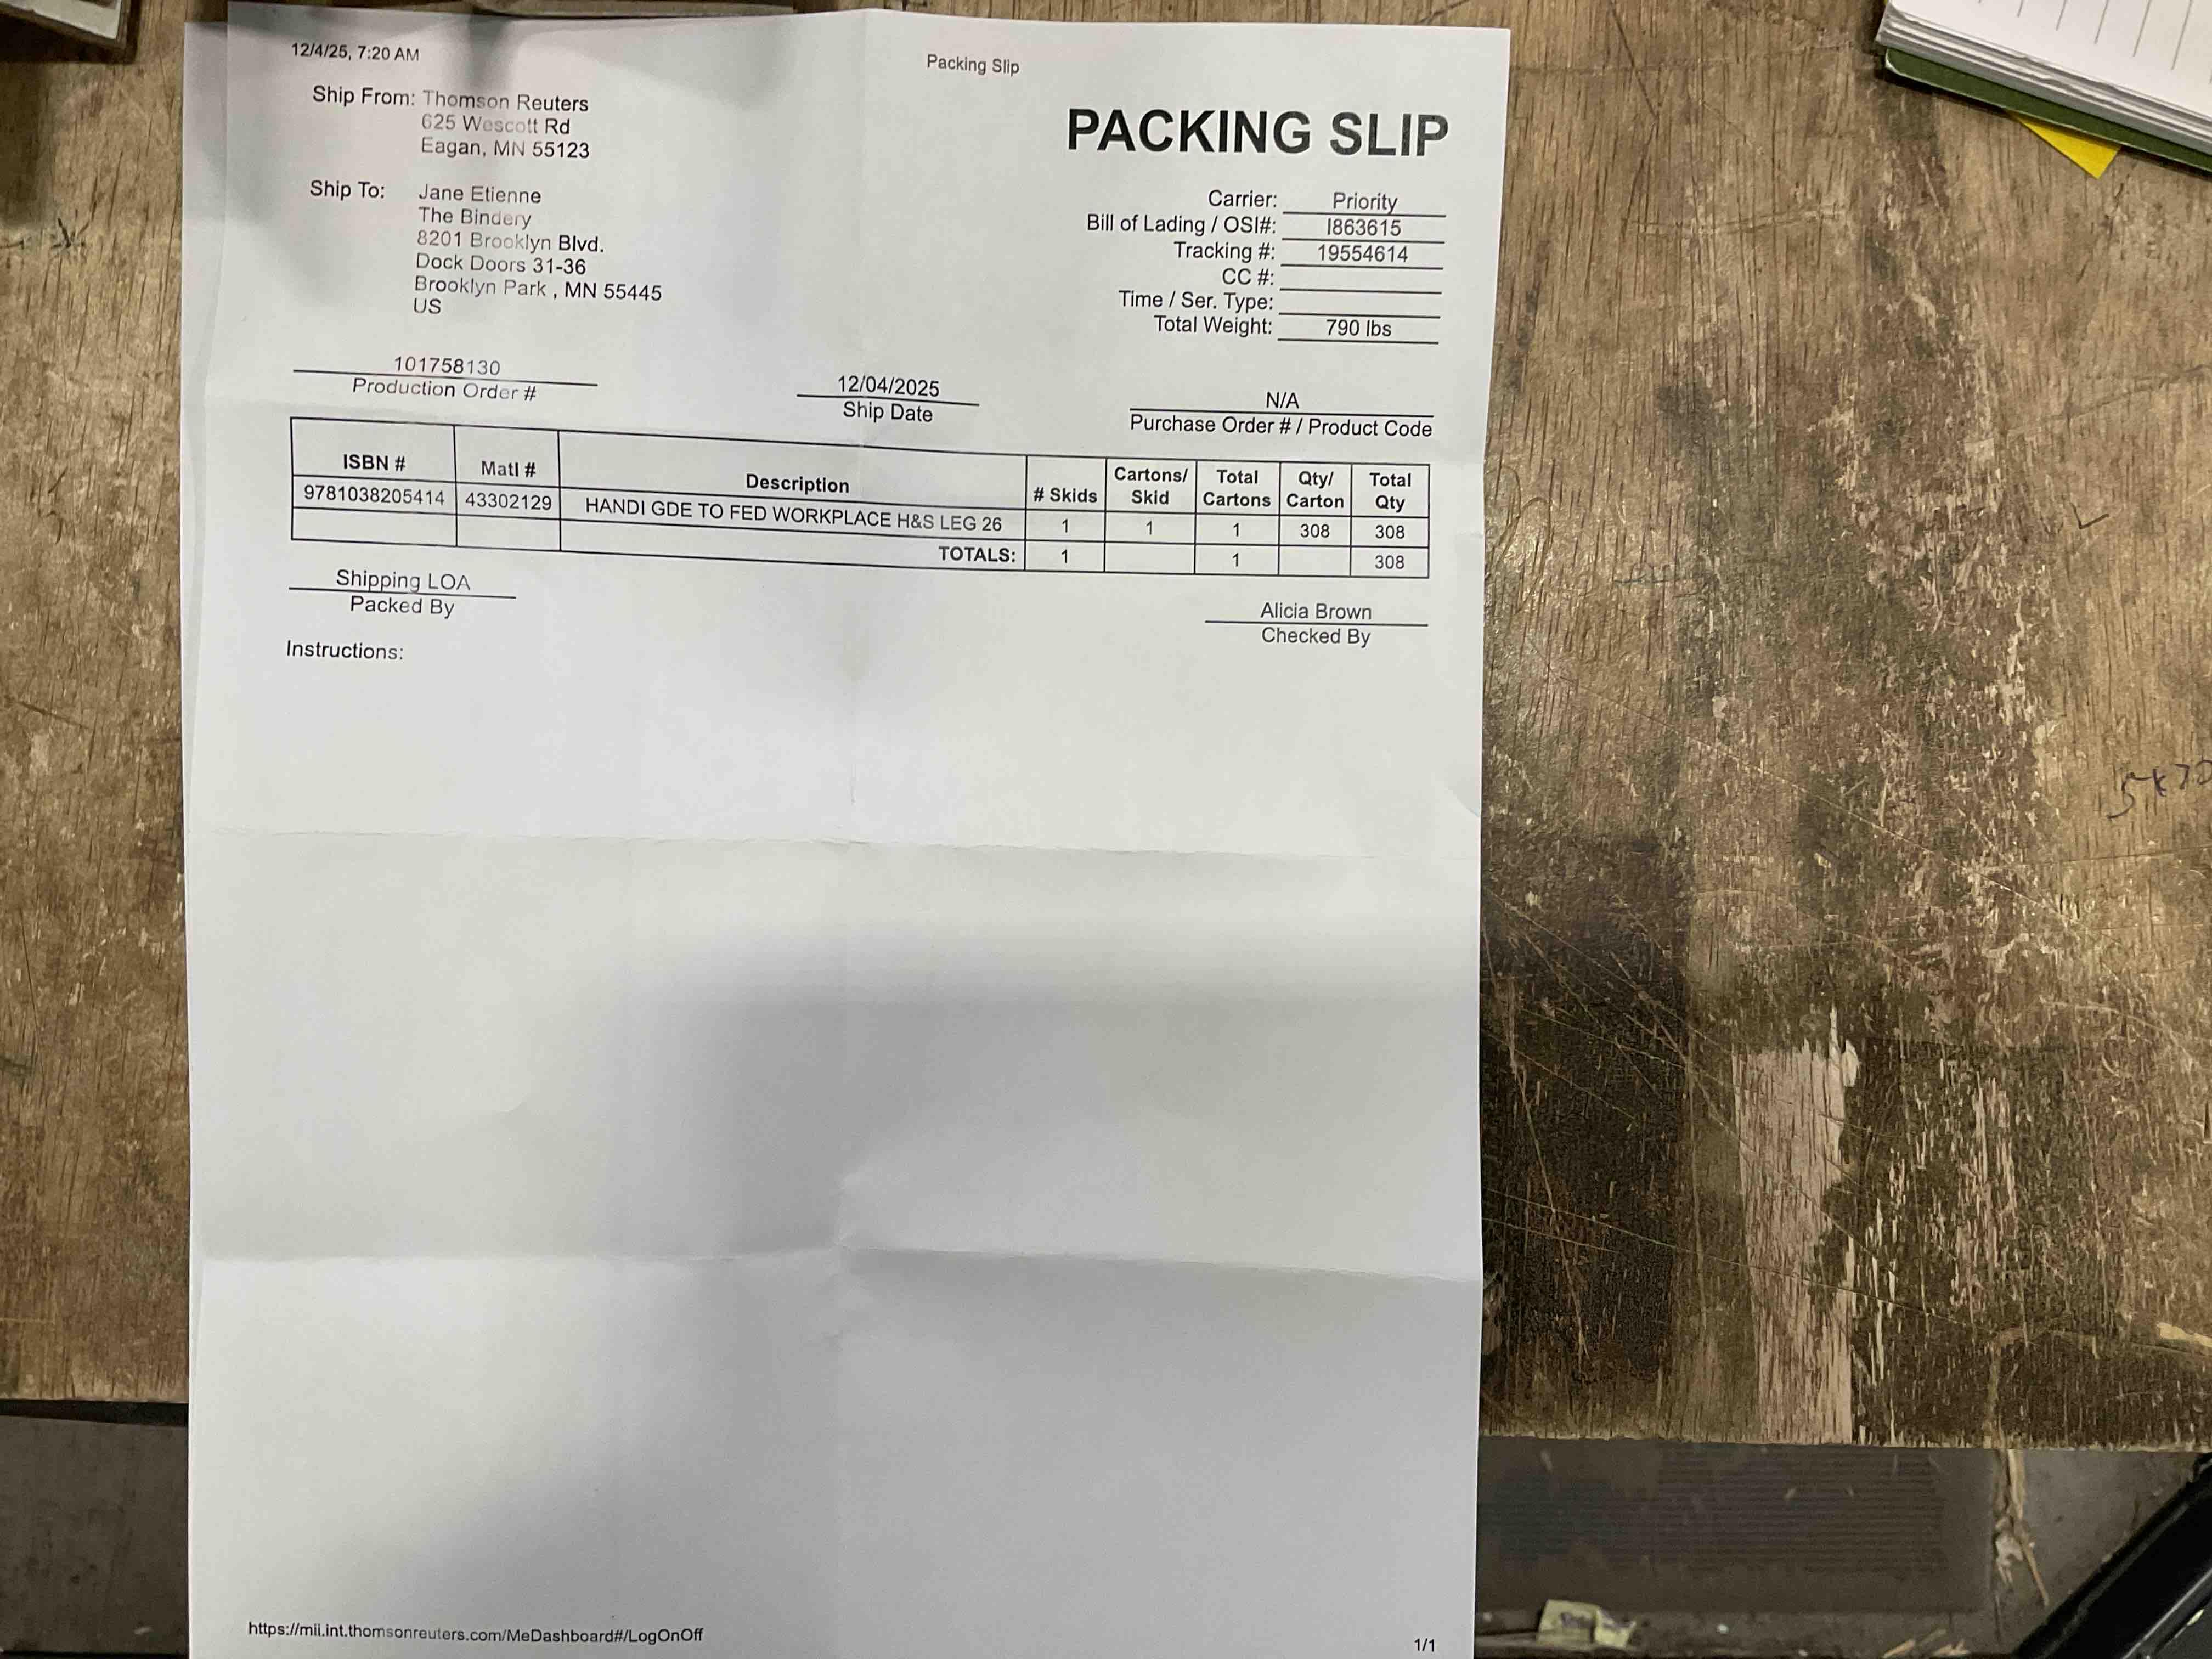 12/4/25, 7:20 AM
Packing Slip
Ship From: Thomson Reuters
625 Wescott Rd
Eagan, MN 55123
PACKING SLIP
Ship To: Jane Etienne
The Bindery
8201 Brooklyn Blvd.
Dock Doors 31-36
Brooklyn Park , MN 55445
US
Carrier: Priority
Bill of Lading / OSI#: I863615
Tracking #: 19554614
CC #:
Time / Ser. Type:
Total Weight: 790 lbs
101758130
Production Order #
12/04/2025
Ship Date
N/A
Purchase Order # / Product Code
ISBN # Matl # Description # Skids Cartons/ Skid Total Cartons Qty/ Carton Total Qty
9781038205414 43302129 HANDI GDE TO FED WORKPLACE H&S LEG 26 1 1 1 308 308
TOTALS: 1 1 308
Shipping LOA
Packed By
Alicia Brown
Checked By
Instructions:
https://mii.int.thomsonreuters.com/MeDashboard#/LogOnOff
1/1